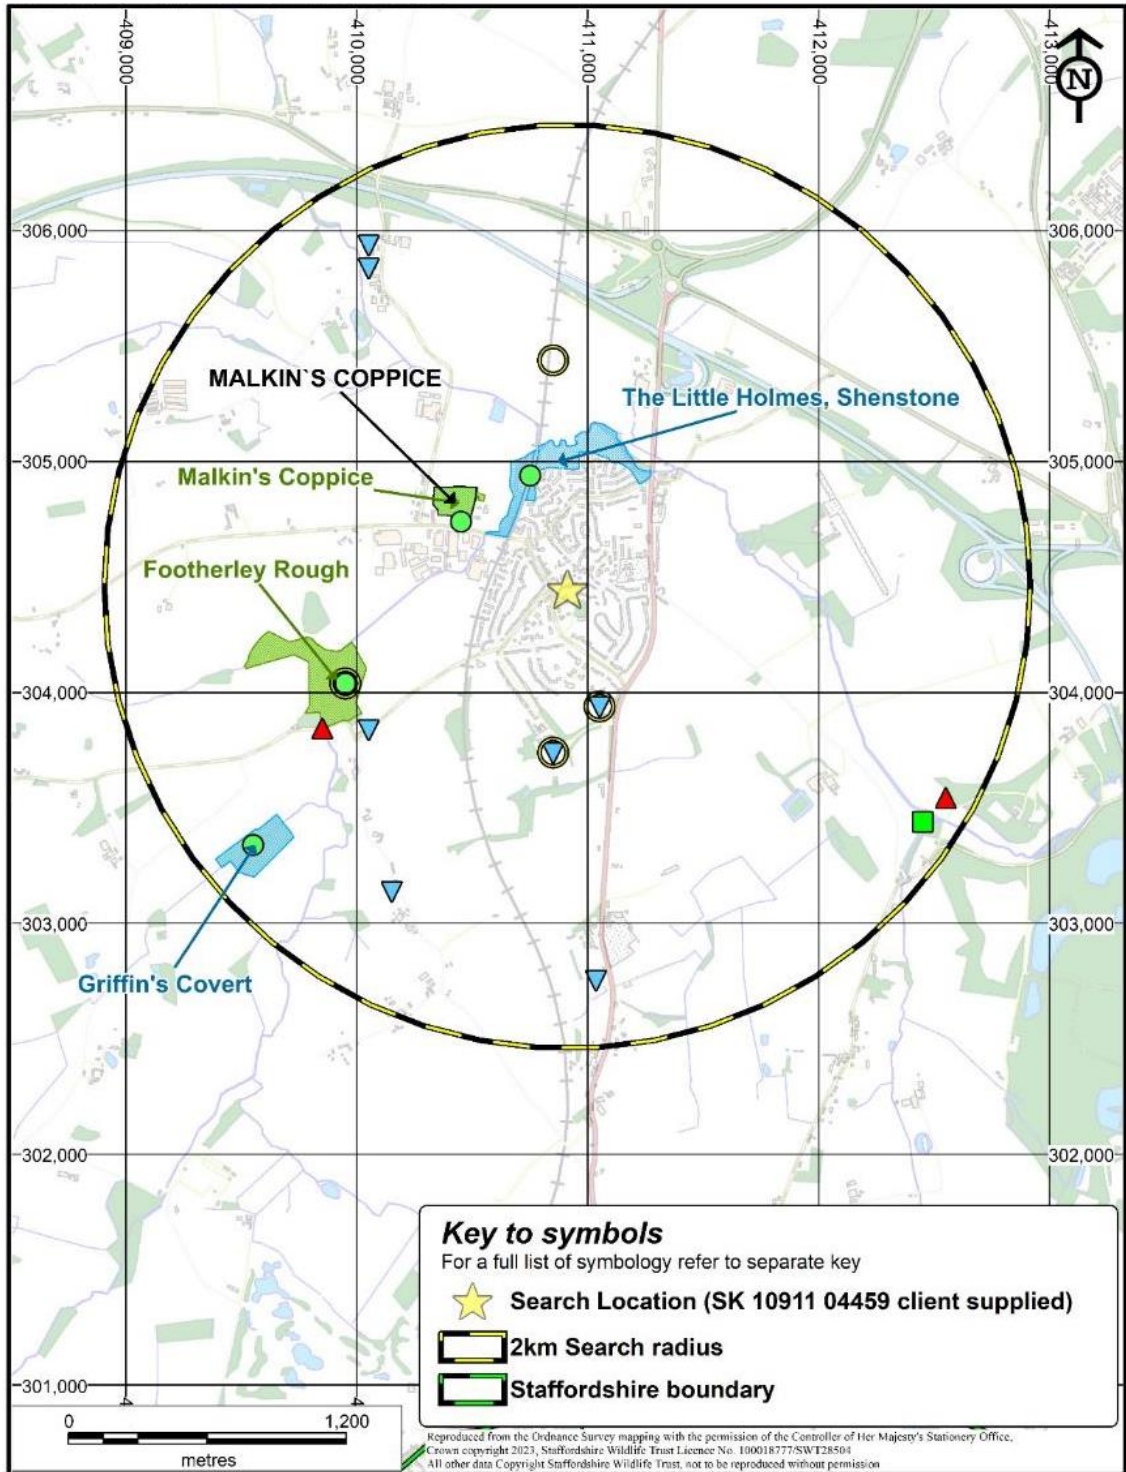 409,000
410,000
411,000
412,000
413,000
N
306,000
306,000
MALKIN`S COPPICE
The Little Holmes, Shenstone
305,000
305,000
Malkin's Coppice
Footherley Rough
304,000
304,000
303,000
303,000
Griffin's Covert
302,000
302,000
Key to symbols
For a full list of symbology refer to separate key
Search Location (SK 10911 04459 client supplied)
2km Search radius
Staffordshire boundary
301,000
0 1,200
metres
Reproduced from the Ordnance Survey mapping with the permission of the Controller of Her Majesty's Stationery Office,
Crown copyright 2023, Staffordshire Wildlife Trust Licence No. 100018777/SWT28504
All other data Copyright Staffordshire Wildlife Trust, not to be reproduced without permission